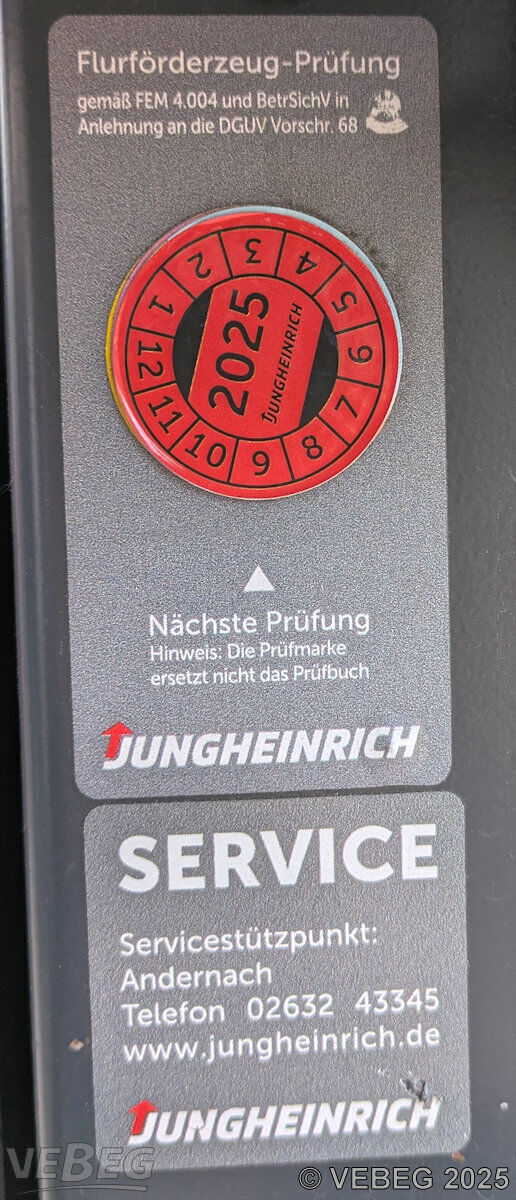 Flurförderzeug-Prüfung
gemäß FEM 4.004 und BetrSichV in
Anlehnung an die DGUV Vorschr. 68
1 2 3 4 5 6 7 8 9 10 11 12
2025
JUNGHEINRICH
Nächste Prüfung
Hinweis: Die Prüfmarke
ersetzt nicht das Prüfbuch
JUNGHEINRICH
SERVICE
Servicestützpunkt:
Andernach
Telefon 02632 43345
www.jungheinrich.de
JUNGHEINRICH
VEBEG
© VEBEG 2025